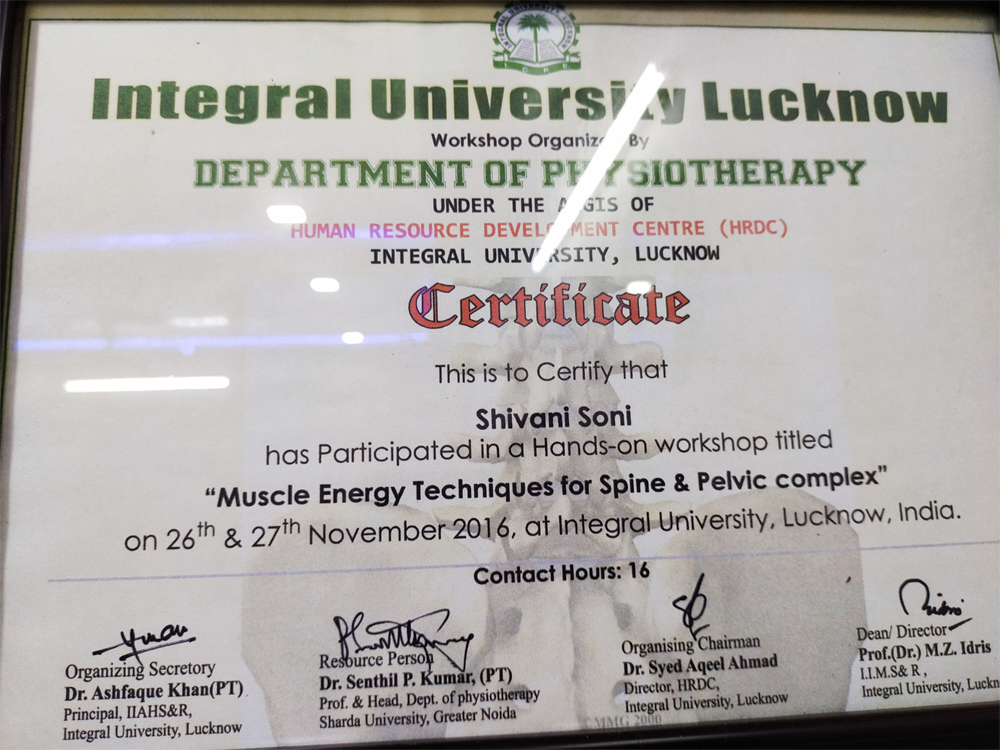 Integral University Lucknow
Workshop Organized By
DEPARTMENT OF PHYSIOTHERAPY
UNDER THE AEGIS OF
HUMAN RESOURCE DEVELOPMENT CENTRE (HRDC)
INTEGRAL UNIVERSITY, LUCKNOW
Certificate
This is to Certify that
Shivani Soni
has Participated in a Hands-on workshop titled
“Muscle Energy Techniques for Spine & Pelvic complex”
on 26th & 27th November 2016, at Integral University, Lucknow, India.
Contact Hours: 16
Organizing Secretory
Dr. Ashfaque Khan(PT)
Principal, IIAHS&R,
Integral University, Lucknow
Resource Person
Dr. Senthil P. Kumar, (PT)
Prof. & Head, Dept. of physiotherapy
Sharda University, Greater Noida
Organising Chairman
Dr. Syed Aqeel Ahmad
Director, HRDC,
Integral University, Lucknow
Dean/ Director
Prof.(Dr.) M.Z. Idris
I.I.M.S& R ,
Integral University, Luckn
MMG 2000